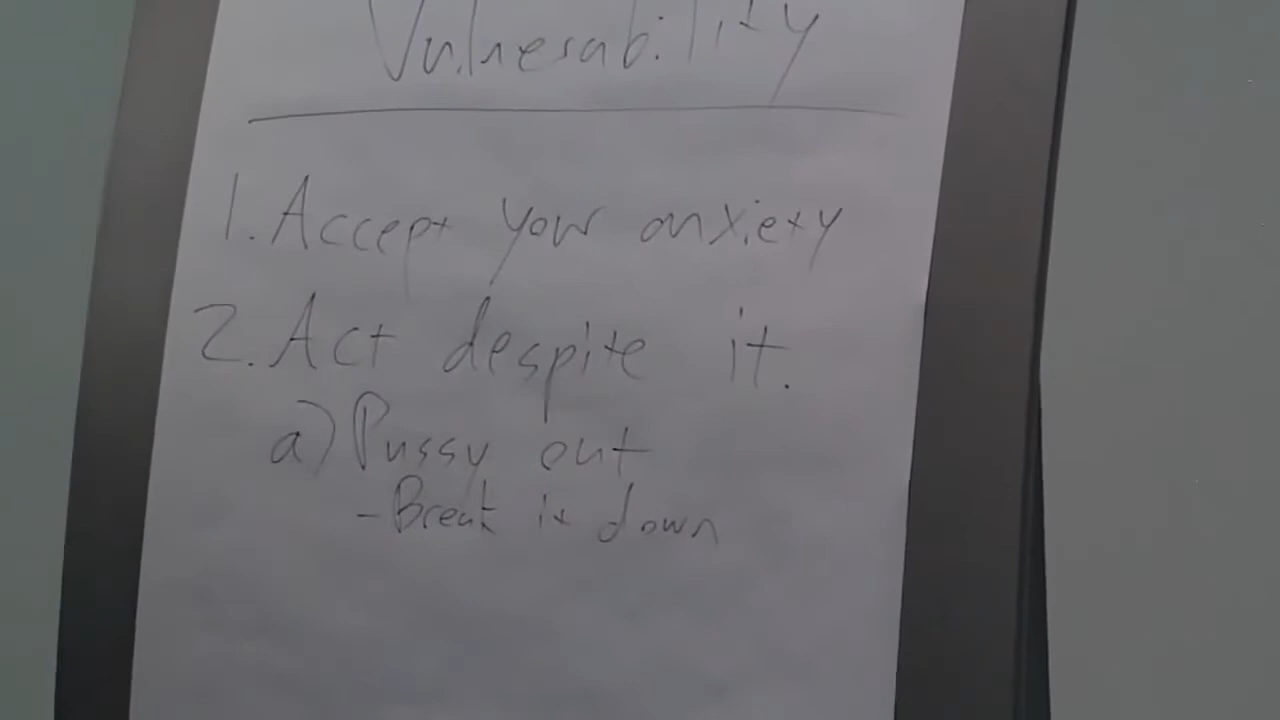 Vulnerability
1. Accept your anxiety
2. Act despite it.
a) Pussy out
- Break it down